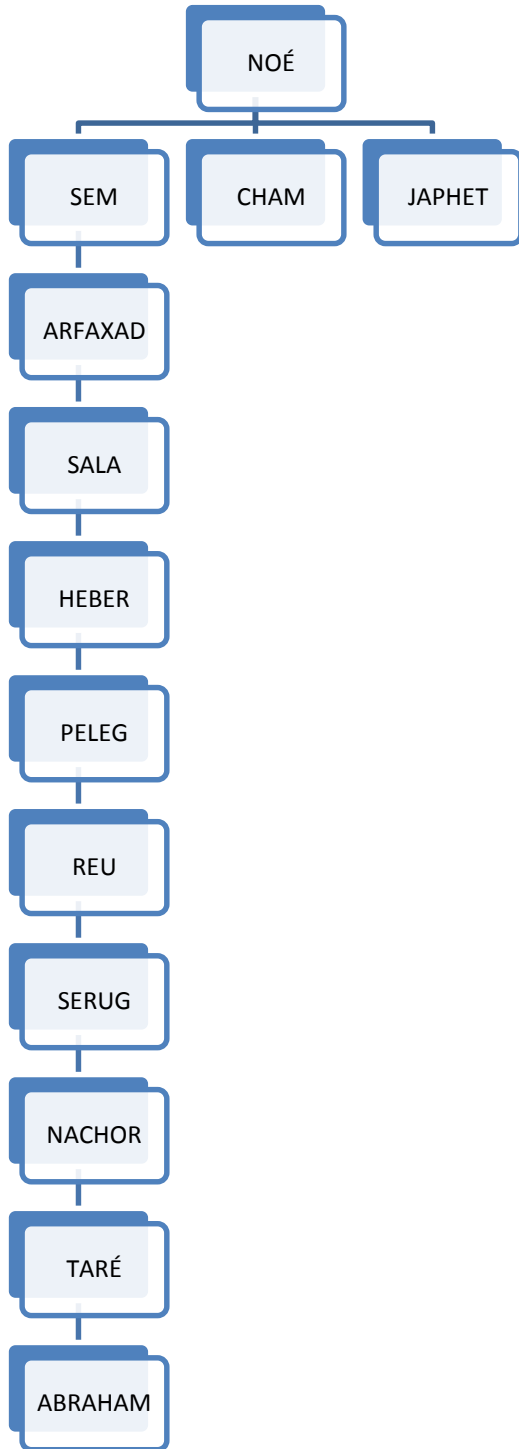 NOÉ
SEM CHAM JAPHET
ARFAXAD
SALA
HEBER
PELEG
REU
SERUG
NACHOR
TARÉ
ABRAHAM